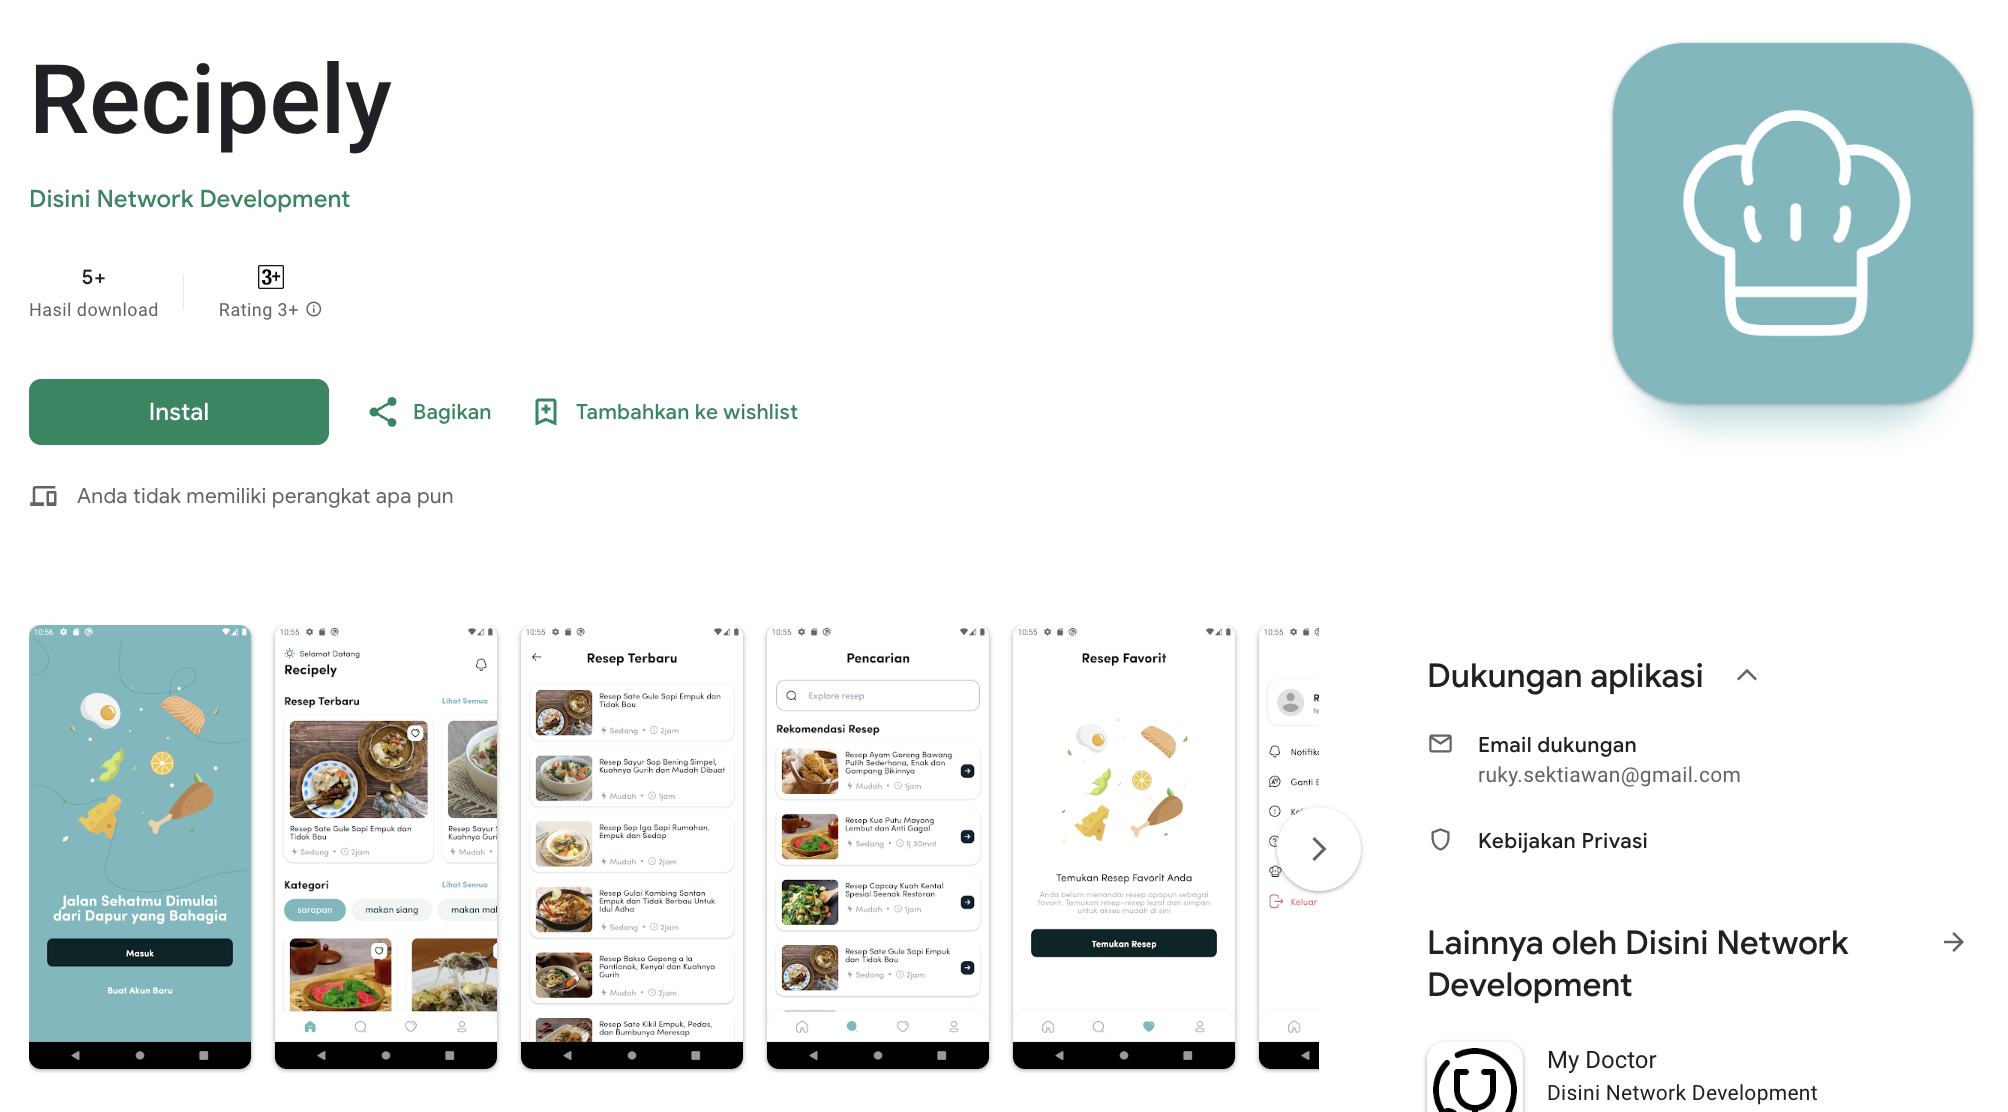 Recipely
Disini Network Development
5+
Hasil download
3+
Rating 3+
Instal
Bagikan
Tambahkan ke wishlist
Anda tidak memiliki perangkat apa pun
10:56
Jalan Sehatmu Dimulai
dari Dapur yang Bahagia
Masuk
Buat Akun Baru
10:55
Selamat Datang
Recipely
Resep Terbaru
Lihat Semua
Resep Sate Gule Sapi Empuk dan
Tidak Bau
Sedang • 2jam
Resep Sayur S
Kuahnya Guri
Mudah •
Kategori
Lihat Semua
sarapan
makan siang
makan mal
10:55
Resep Terbaru
Resep Sate Gule Sapi Empuk dan
Tidak Bau
Sedang • 2jam
Resep Sayur Sop Bening Simpel,
Kuahnya Gurih dan Mudah Dibuat
Mudah • 1jam
Resep Sop Iga Sapi Rumahan,
Empuk dan Sedap
Mudah • 2jam
Resep Gulai Kambing Santan
Empuk dan Tidak Berbau Untuk
Idul Adha
Sedang • 2jam
Resep Bakso Gepeng a la
Pontianak, Kenyal dan Kuahnya
Gurih
Mudah • 2jam
Resep Sate Kikil Empuk, Pedas,
dan Bumbunya Meresap
10:55
Pencarian
Explore resep
Rekomendasi Resep
Resep Ayam Goreng Bawang
Putih Sederhana, Enak dan
Gampang Bikinnya
Mudah • 1jam
Resep Kue Putu Mayang
Lembut dan Anti Gagal
Sedang • 1j 30mnt
Resep Capcay Kuah Kental
Spesial Seenak Restoran
Mudah • 1jam
Resep Sate Gule Sapi Empuk
dan Tidak Bau
Sedang • 2jam
10:55
Resep Favorit
Temukan Resep Favorit Anda
Anda belum menandai resep apapun sebagai
favorit. Temukan resep-resep lezat dan simpan
untuk akses mudah di sini
Temukan Resep
10:55
R
Notifik
Ganti B
Ke
Keluar
Dukungan aplikasi
Email dukungan
ruky.sektiawan@gmail.com
Kebijakan Privasi
Lainnya oleh Disini Network
Development
My Doctor
Disini Network Development